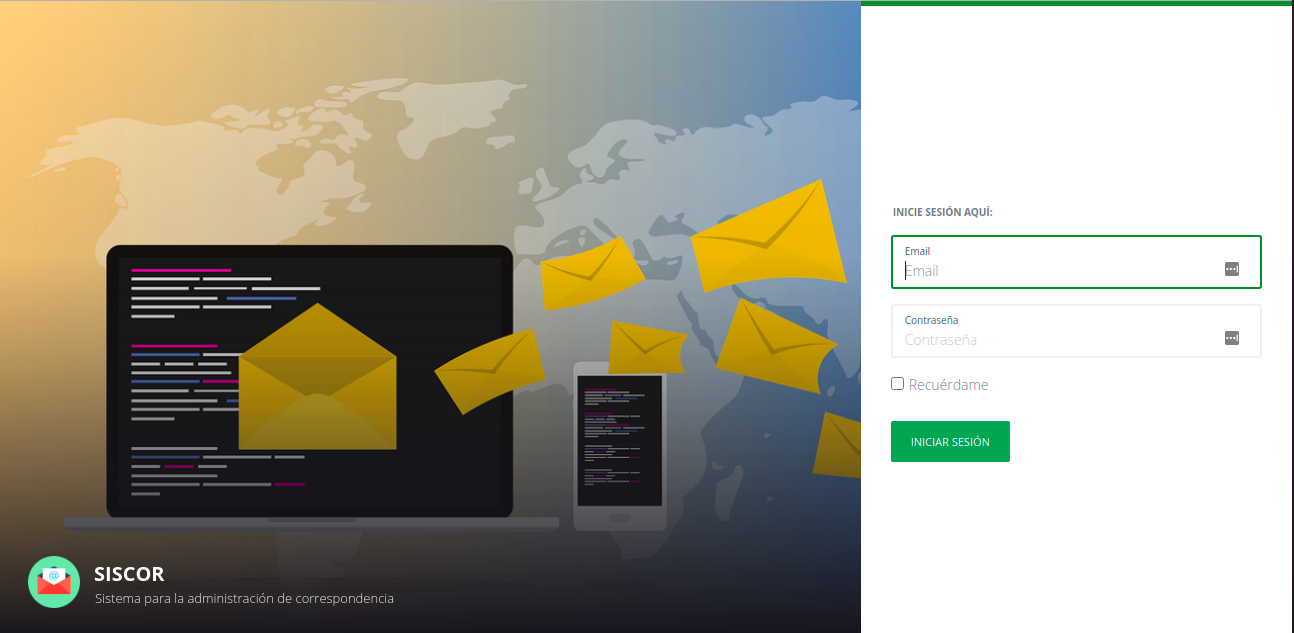 INICIE SESIÓN AQUÍ:
Email
Email
Contraseña
Contraseña
Recuérdame
INICIAR SESIÓN
SISCOR
Sistema para la administración de correspondencia